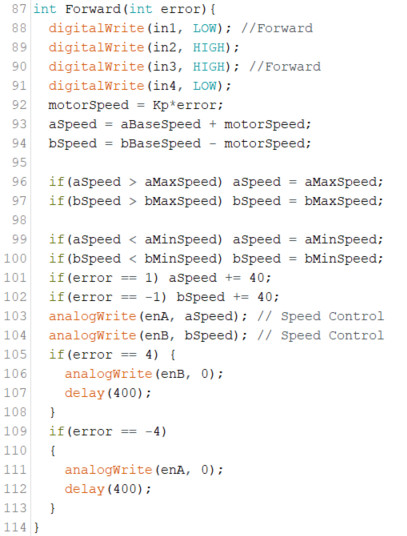 87 int Forward(int error){
88 digitalWrite(in1, LOW); //Forward
89 digitalWrite(in2, HIGH);
90 digitalWrite(in3, HIGH); //Forward
91 digitalWrite(in4, LOW);
92 motorSpeed = Kp*error;
93 aSpeed = aBaseSpeed + motorSpeed;
94 bSpeed = bBaseSpeed - motorSpeed;
95
96 if(aSpeed > aMaxSpeed) aSpeed = aMaxSpeed;
97 if(bSpeed > bMaxSpeed) bSpeed = bMaxSpeed;
98
99 if(aSpeed < aMinSpeed) aSpeed = aMinSpeed;
100 if(bSpeed < bMinSpeed) bSpeed = bMinSpeed;
101 if(error == 1) aSpeed += 40;
102 if(error == -1) bSpeed += 40;
103 analogWrite(enA, aSpeed); // Speed Control
104 analogWrite(enB, bSpeed); // Speed Control
105 if(error == 4) {
106 analogWrite(enB, 0);
107 delay(400);
108 }
109 if(error == -4)
110 {
111 analogWrite(enA, 0);
112 delay(400);
113 }
114 }